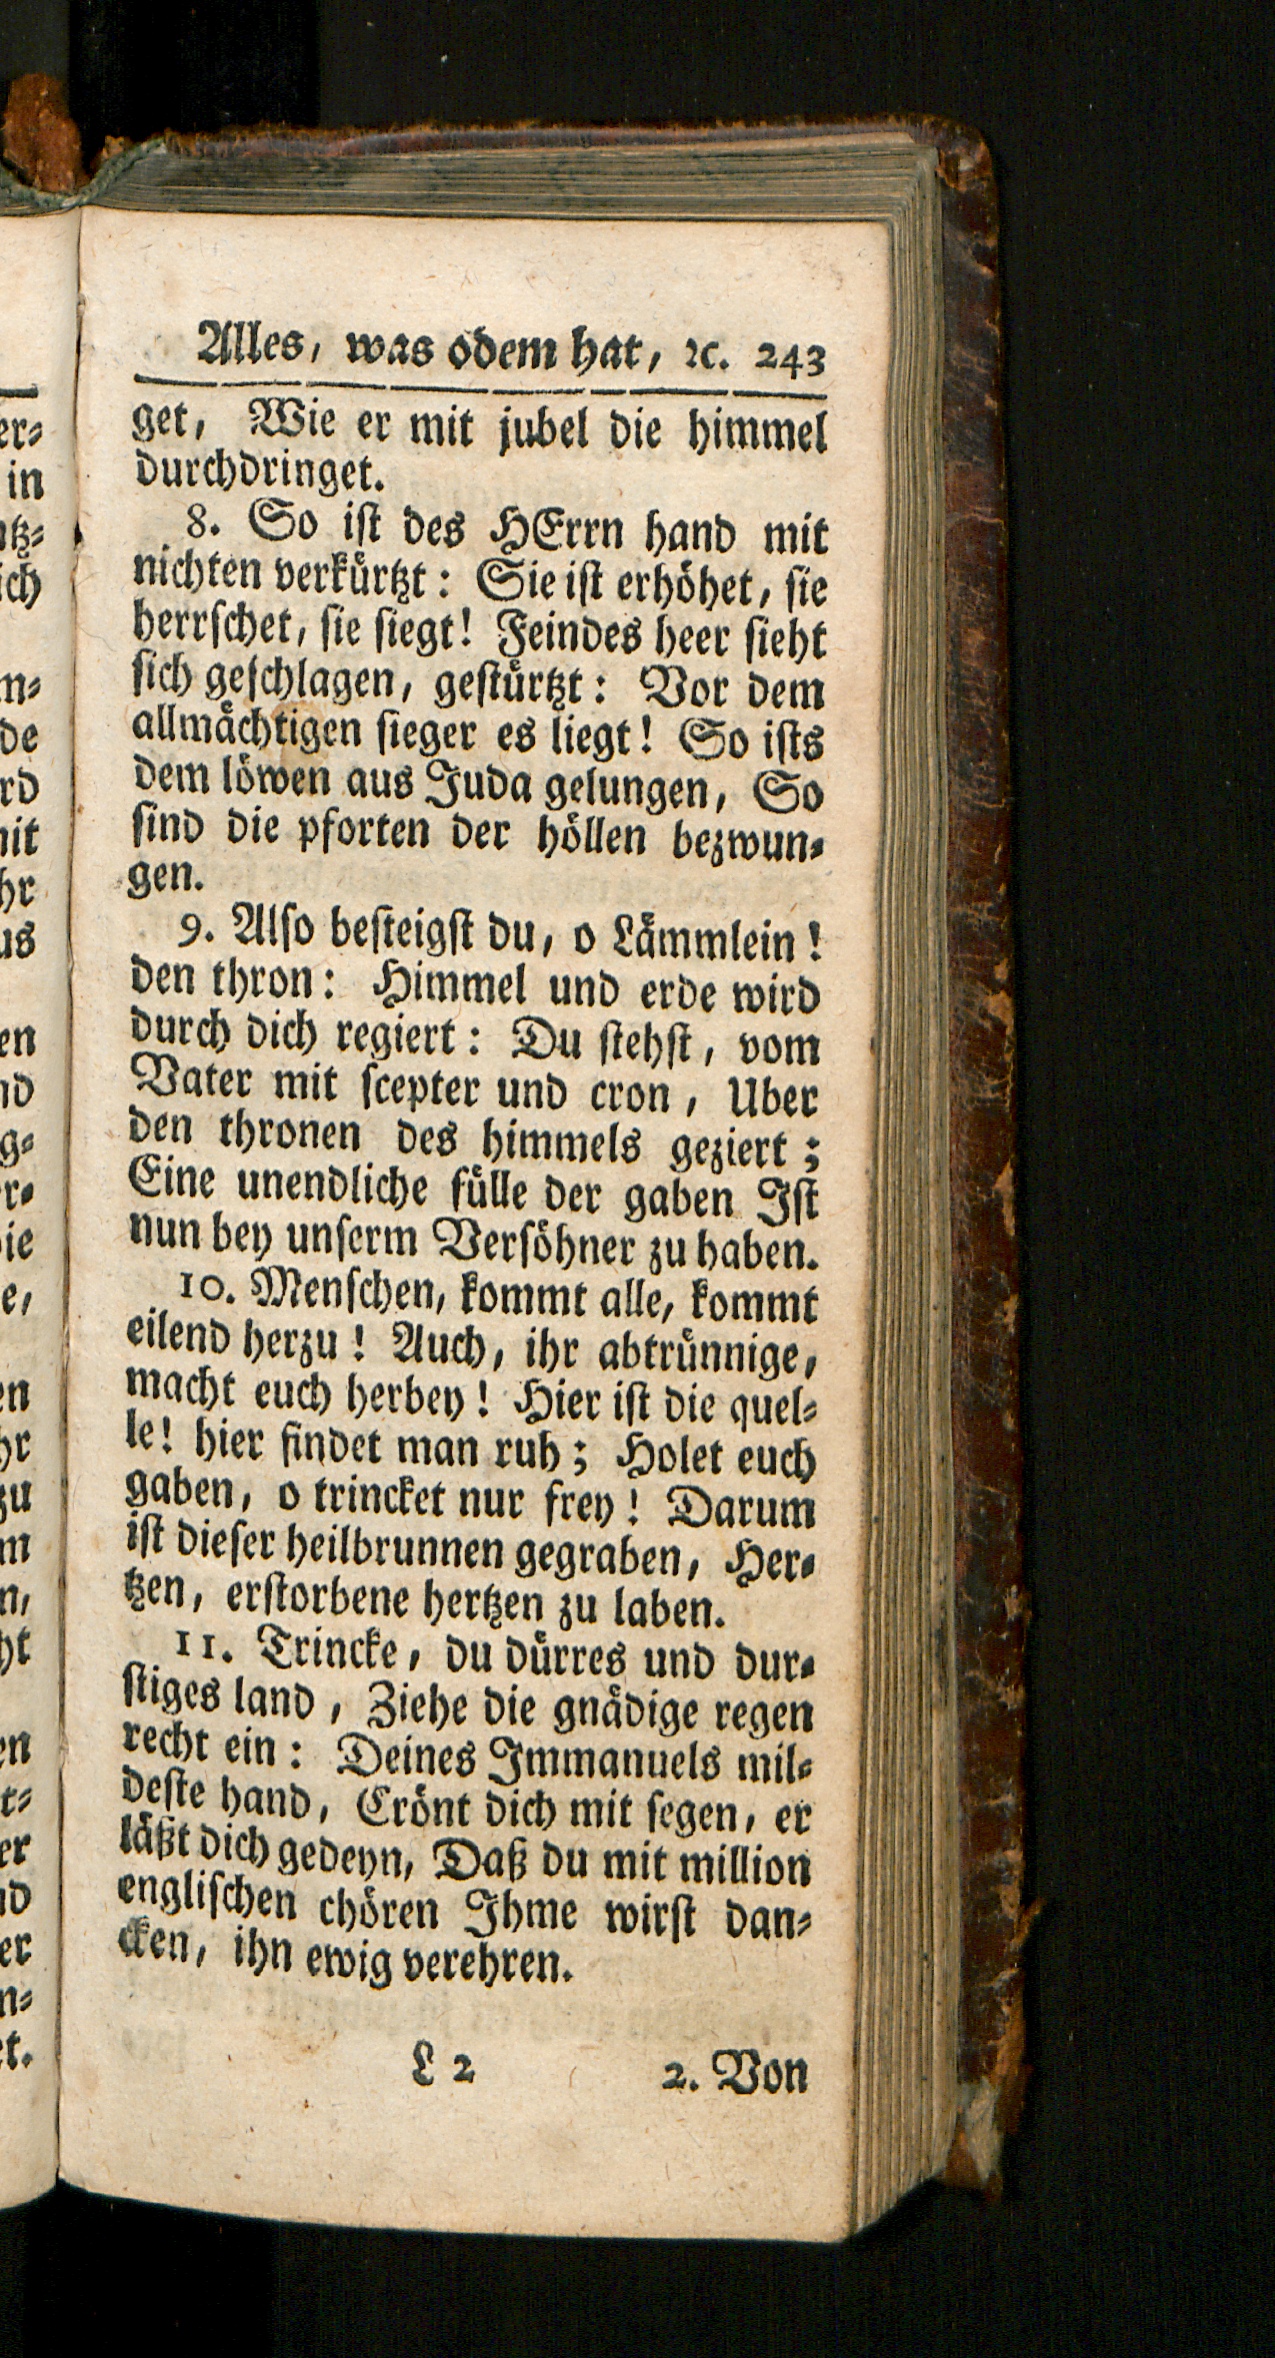 Alles, was odem hat, ꝛc. 243
get, Wie er mit jubel die himmel
durchdringet.
8. So ist des HErrn hand mit
nichten verkürtzt: Sie ist erhöhet, sie
herrschet, sie siegt! Feindes heer sieht
sich geschlagen, gestürtzt: Vor dem
allmächtigen sieger es liegt! So ists
dem löwen aus Juda gelungen, So
sind die pforten der höllen bezwun-
gen.
9. Also besteigst du, o Lämmlein!
den thron: Himmel und erde wird
durch dich regiert: Du stehst, vom
Vater mit scepter und cron, Uber
den thronen des himmels geziert;
Eine unendliche fülle der gaben Ist
nun bey unserm Versöhner zu haben.
10. Menschen, kommt alle, kommt
eilend herzu! Auch, ihr abtrünnige,
macht euch herbey! Hier ist die quel-
le! hier findet man ruh; Holet euch
gaben, o trincket nur frey! Darum
ist dieser heilbrunnen gegraben, Her-
tzen, erstorbene hertzen zu laben.
11. Trincke, du dürres und dur-
stiges land, Ziehe die gnädige regen
recht ein: Deines Immanuels mil-
deste hand, Crönt dich mit segen, er
läßt dich gedeyn, Daß du mit million
englischen chören Ihme wirst dan-
cken, ihn ewig verehren.
L 2 2. Von